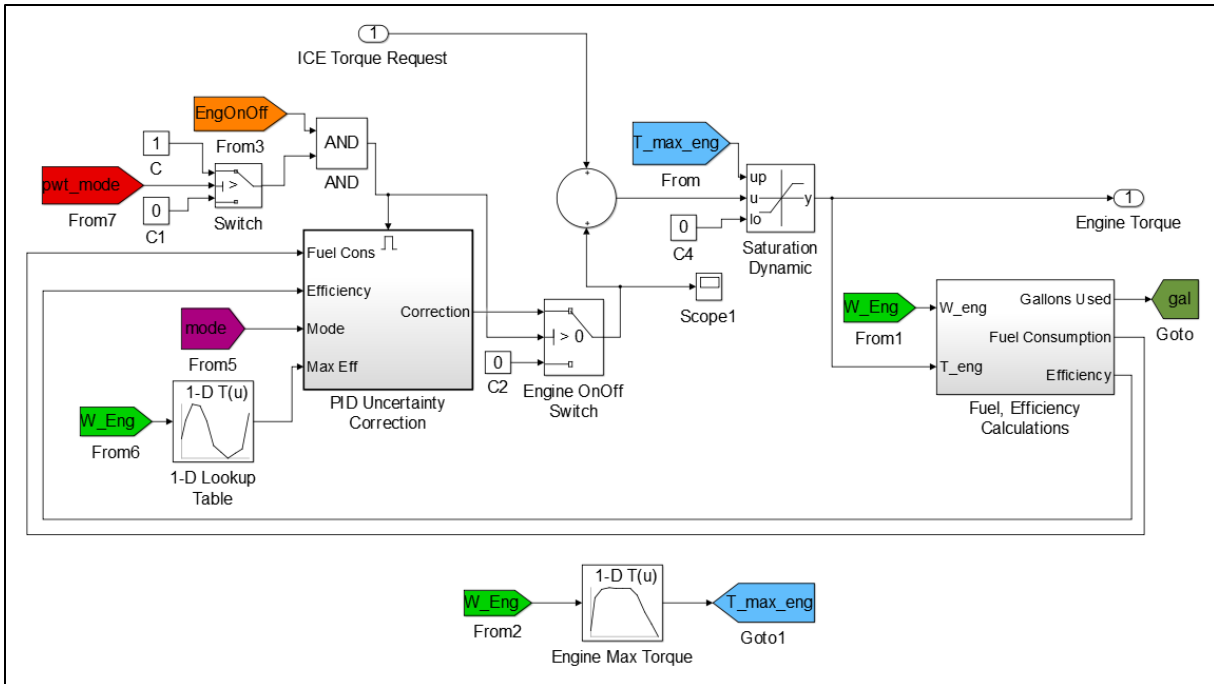 1
ICE Torque Request
EngOnOff
From3
AND
AND
1
C
pwt_mode
From7
>
0
C1
Switch
T_max_eng
From
up
u
lo
y
0
C4
Saturation
Dynamic
1
Engine Torque
Fuel Cons
Efficiency
Mode
Max Eff
Correction
PID Uncertainty
Correction
mode
From5
> 0
0
C2
Engine OnOff
Switch
Scope1
W_Eng
From1
W_eng
T_eng
Gallons Used
Fuel Consumption
Efficiency
Fuel, Efficiency
Calculations
gal
Goto
W_Eng
From6
1-D T(u)
1-D Lookup
Table
W_Eng
From2
1-D T(u)
Engine Max Torque
T_max_eng
Goto1